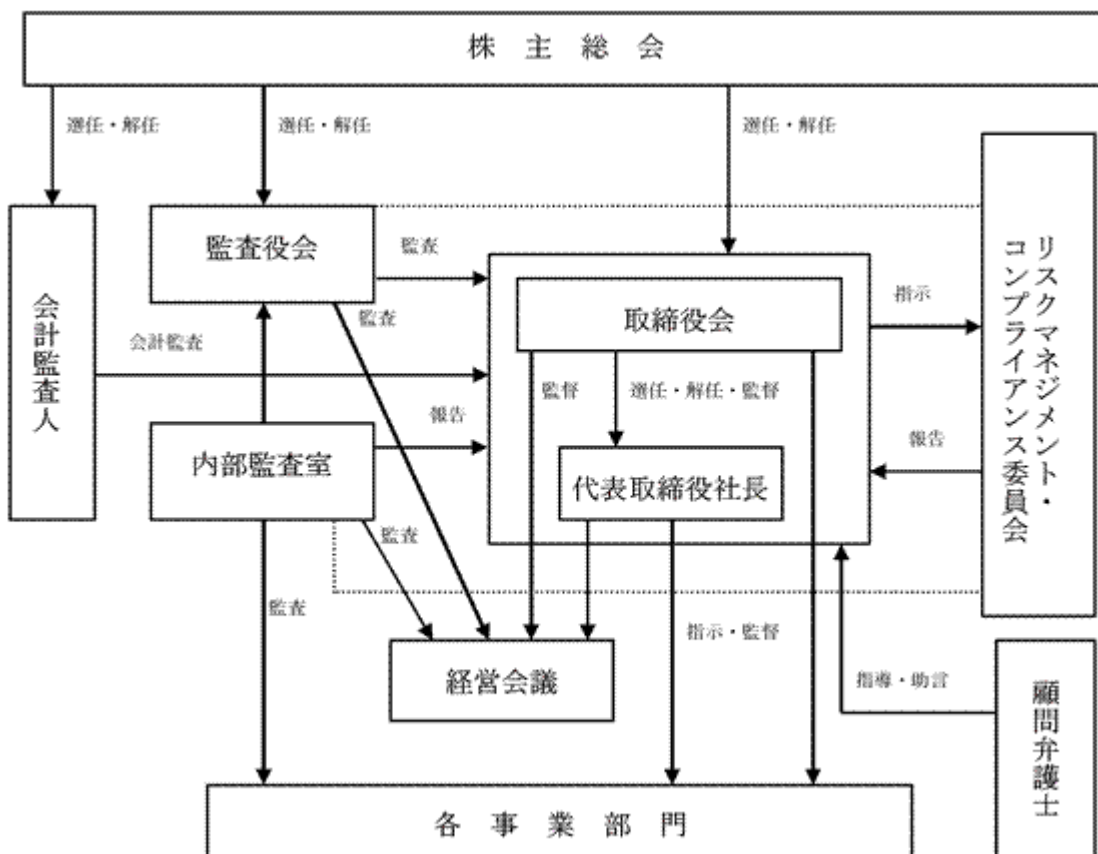 株主総会
選任・解任
選任・解任
選任・解任
監査役会
監査
指示
取締役会
監査
会計監査
会計監査人
リスクマネジメント・
コンプライアンス委員会
監督
選任・解任・監督
報告
報告
内部監査室
代表取締役社長
監査
監査
指示・監督
経営会議
指導・助言
顧問弁護士
各事業部門